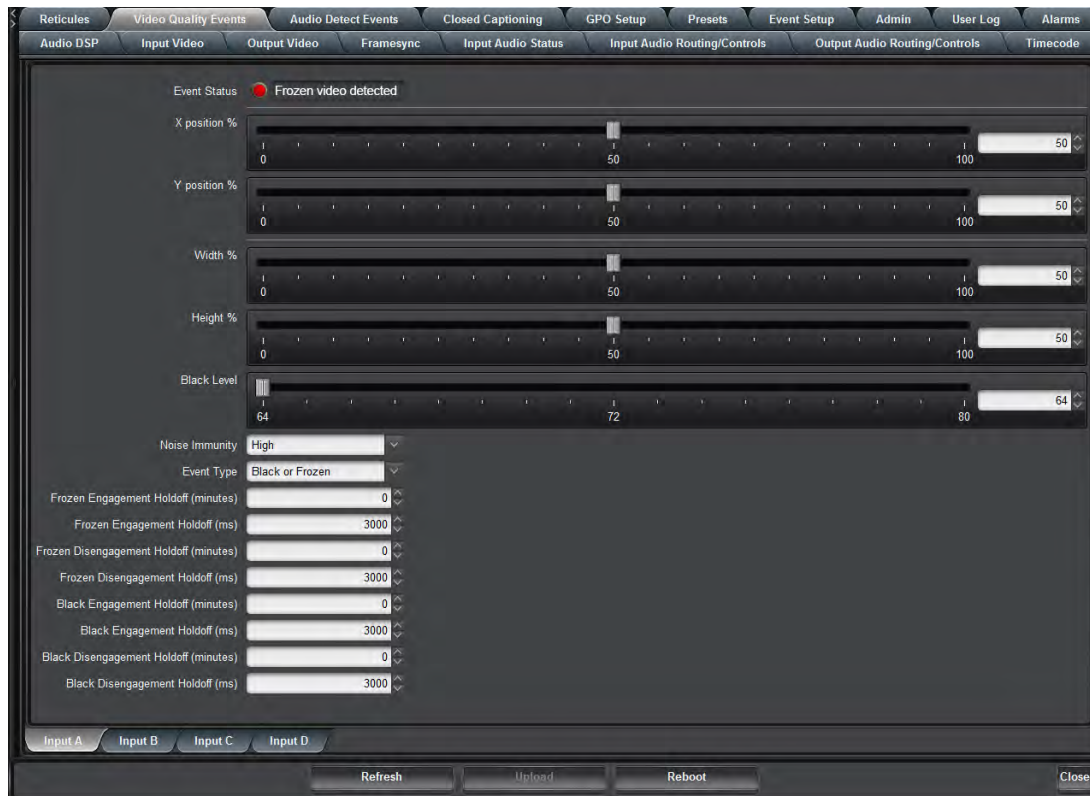 Reticules Video Quality Events Audio Detect Events Closed Captioning GPO Setup Presets Event Setup Admin User Log Alarms
Audio DSP Input Video Output Video Framesync Input Audio Status Input Audio Routing/Controls Output Audio Routing/Controls Timecode
Event Status Frozen video detected
X position %
0 50 100
50
Y position %
0 50 100
50
Width %
0 50 100
50
Height %
0 50 100
50
Black Level
64 72 80
64
Noise Immunity High
Event Type Black or Frozen
Frozen Engagement Holdoff (minutes) 0
Frozen Engagement Holdoff (ms) 3000
Frozen Disengagement Holdoff (minutes) 0
Frozen Disengagement Holdoff (ms) 3000
Black Engagement Holdoff (minutes) 0
Black Engagement Holdoff (ms) 3000
Black Disengagement Holdoff (minutes) 0
Black Disengagement Holdoff (ms) 3000
Input A Input B Input C Input D
Refresh Upload Reboot Close